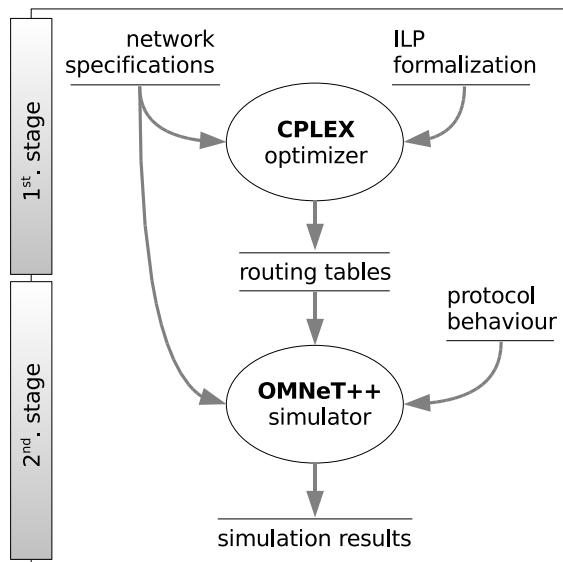 network
specifications
ILP
formalization
1st. stage
CPLEX
optimizer
routing tables
protocol
behaviour
2nd. stage
OMNeT++
simulator
simulation results